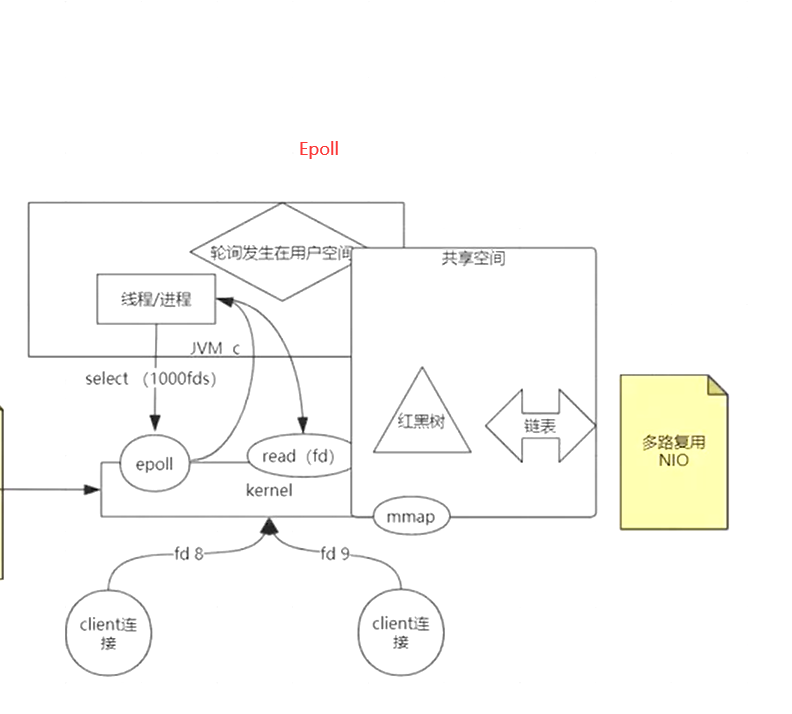 Epoll
轮词发生在用户空间
共享空间
线程/进程
JVM c
select （1000fds）
红黑树
链表
多路复用
NIO
epoll
read（fd）
kernel
mmap
fd 8
fd 9
client连
接
client连
接